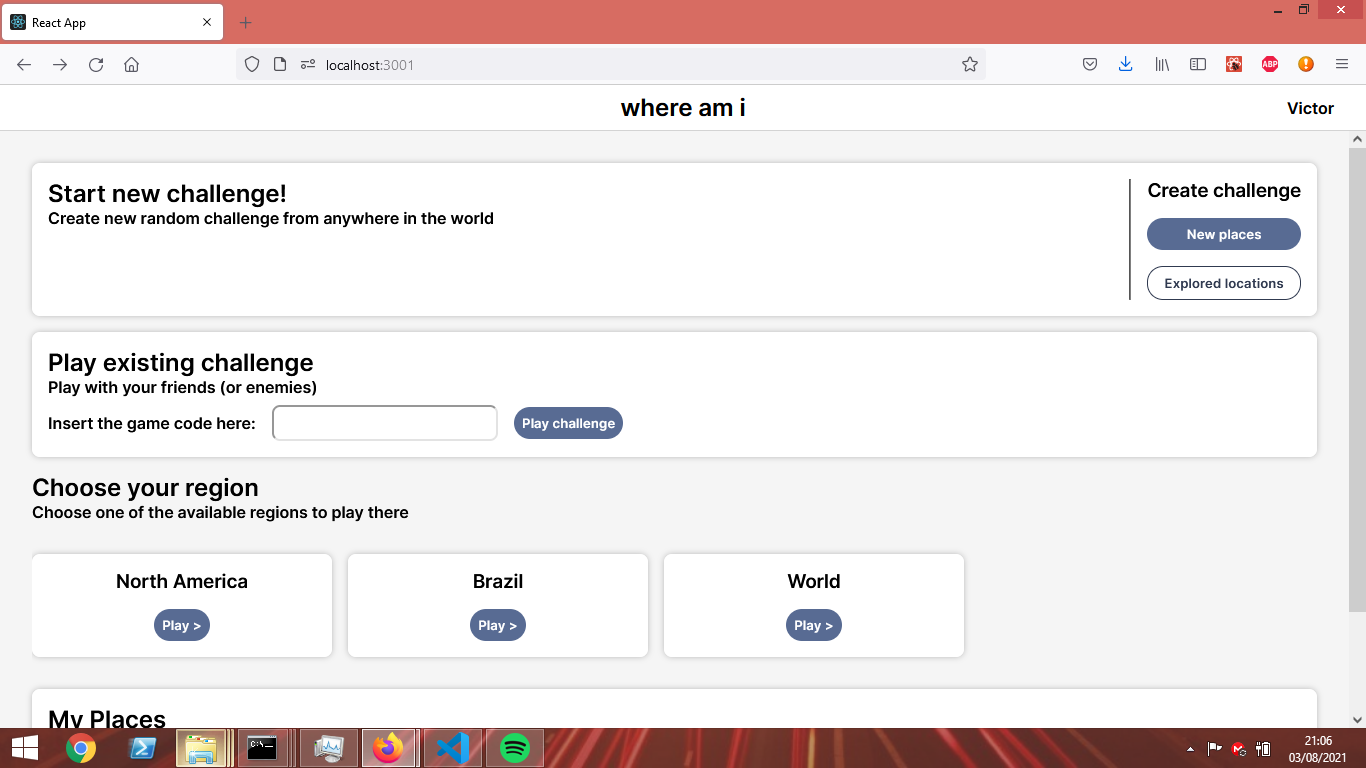 React App
localhost:3001
ABP
where am i
Victor
Start new challenge!
Create new random challenge from anywhere in the world
Create challenge
New places
Explored locations
Play existing challenge
Play with your friends (or enemies)
Insert the game code here:
Play challenge
Choose your region
Choose one of the available regions to play there
North America
Brazil
World
Play >
Play >
Play >
My Places
C:\
21:06
03/08/2021